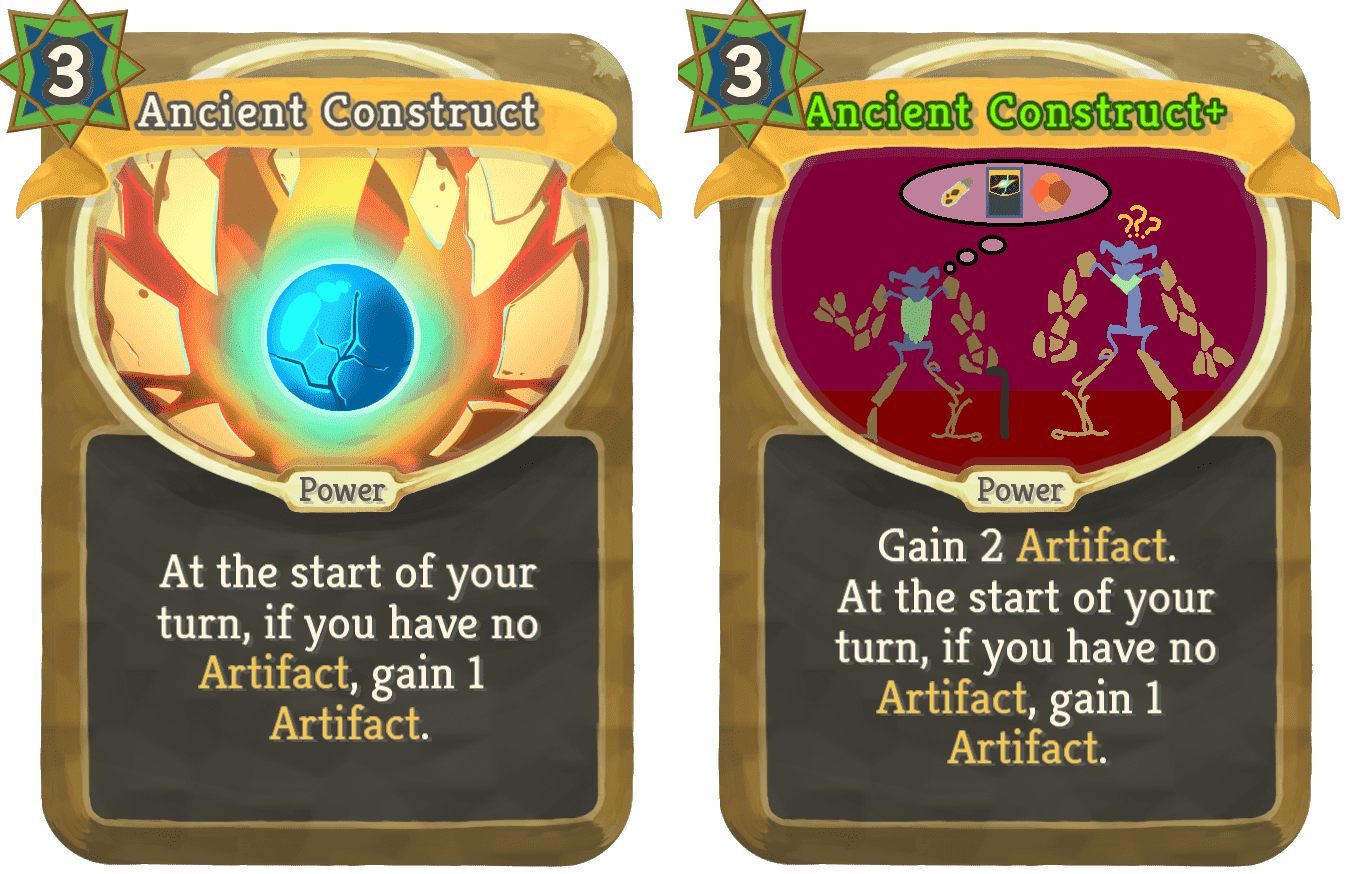 3
Ancient Construct
Power
At the start of your
turn, if you have no
Artifact, gain 1
Artifact.
3
Ancient Construct+
???
Power
Gain 2 Artifact.
At the start of your
turn, if you have no
Artifact, gain 1
Artifact.